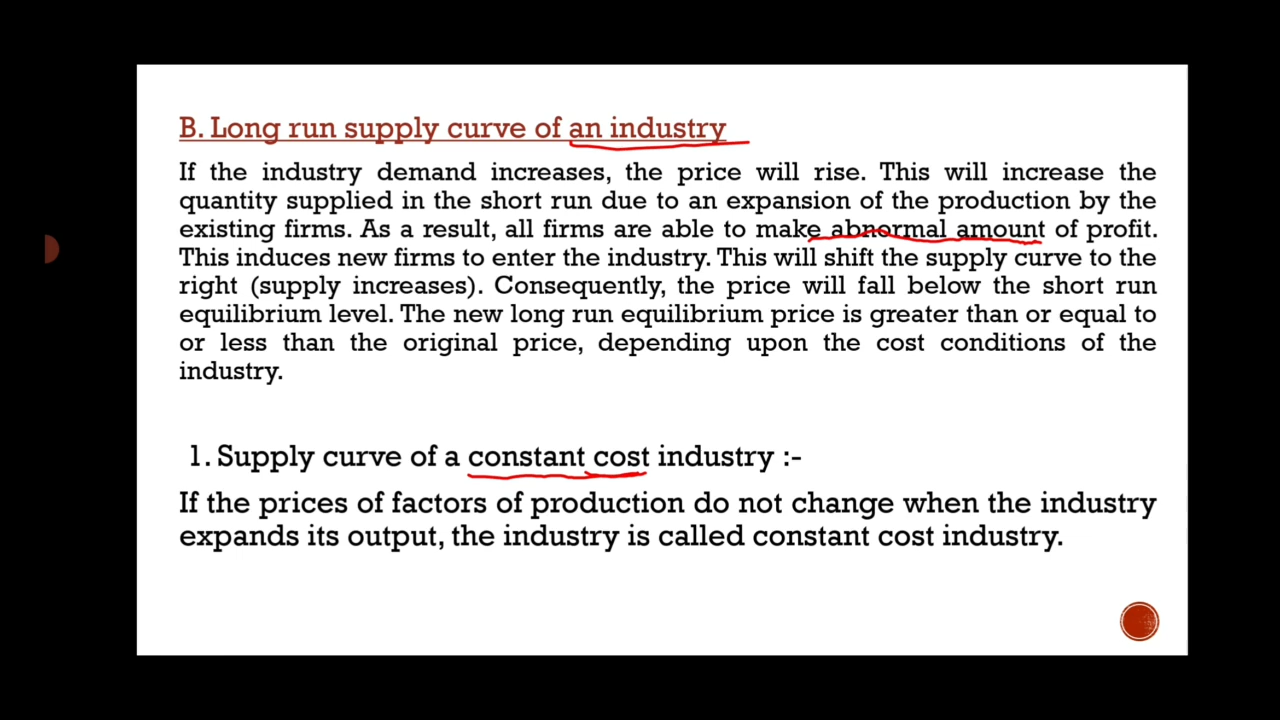 B. Long run supply curve of an industry
If the industry demand increases, the price will rise. This will increase the
quantity supplied in the short run due to an expansion of the production by the
existing firms. As a result, all firms are able to make abnormal amount of profit.
This induces new firms to enter the industry. This will shift the supply curve to the
right (supply increases). Consequently, the price will fall below the short run
equilibrium level. The new long run equilibrium price is greater than or equal to
or less than the original price, depending upon the cost conditions of the
industry.
1. Supply curve of a constant cost industry :-
If the prices of factors of production do not change when the industry
expands its output, the industry is called constant cost industry.